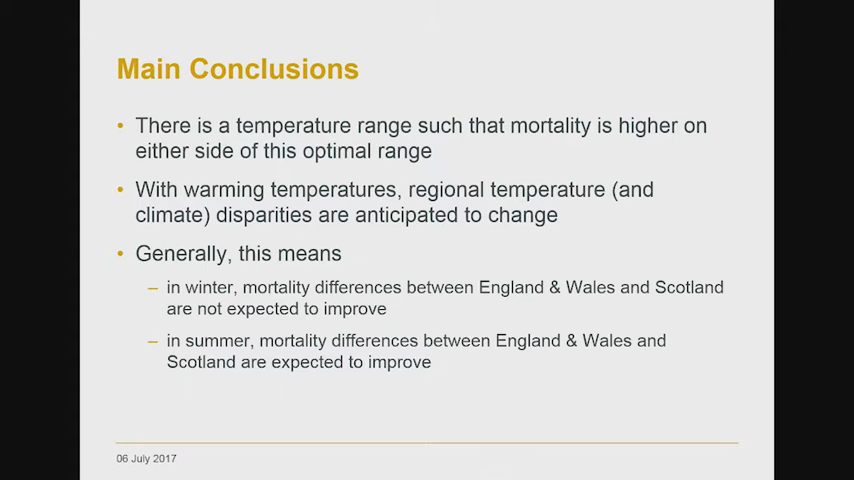 Main Conclusions
• There is a temperature range such that mortality is higher on
either side of this optimal range
• With warming temperatures, regional temperature (and
climate) disparities are anticipated to change
• Generally, this means
– in winter, mortality differences between England & Wales and Scotland
are not expected to improve
– in summer, mortality differences between England & Wales and
Scotland are expected to improve
06 July 2017